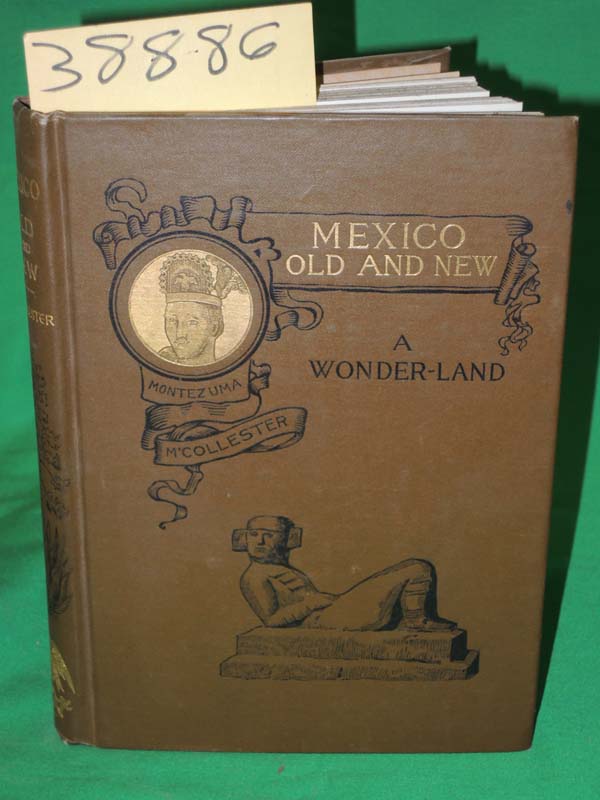 38886
MEXICO
OLD AND NEW
A
WONDER-LAND
MONTEZUMA
M'COLLESTER